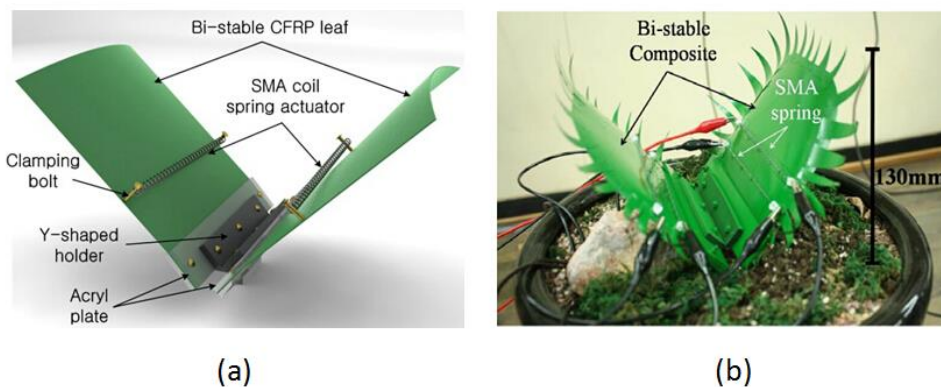 Bi-stable CFRP leaf
SMA coil
spring actuator
Clamping
bolt
Y-shaped
holder
Acryl
plate
Bi-stable
Composite
SMA
spring
130mm
(a)
(b)